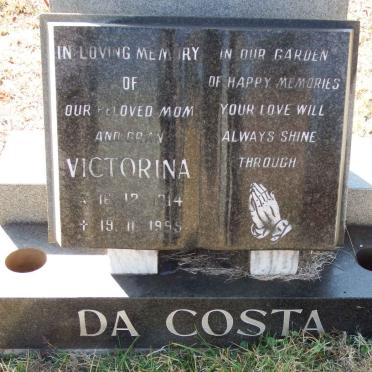 IN LOVING MEMORY
OF
OUR BELOVED MOM
AND GRAN
VICTORINA
* 18 12 1914
+ 19 11 1995
IN OUR GARDEN
OF HAPPY MEMORIES
YOUR LOVE WILL
ALWAYS SHINE
THROUGH
DA COSTA